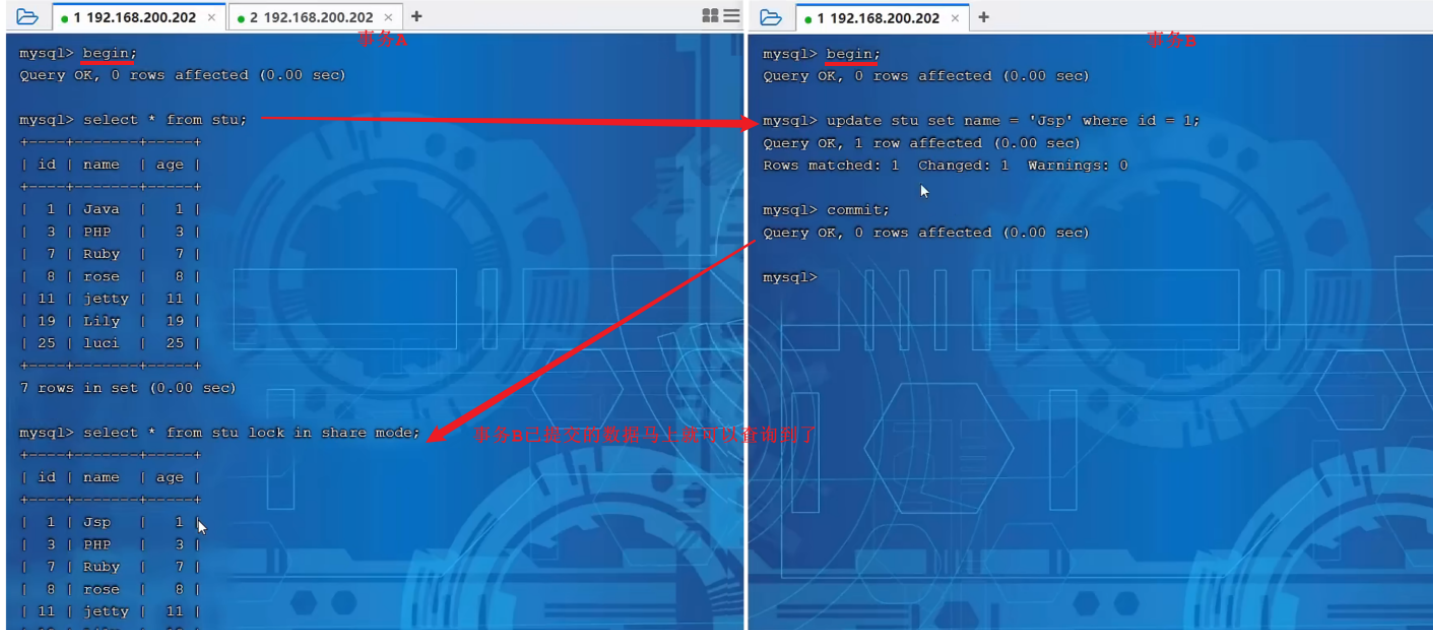 1 192.168.200.202 × 2 192.168.200.202 × +
事务A
mysql> begin;
Query OK, 0 rows affected (0.00 sec)
mysql> select * from stu;
+----+-------+-----+
| id | name | age |
+----+-------+-----+
| 1 | Java | 1 |
| 3 | PHP | 3 |
| 7 | Ruby | 7 |
| 8 | rose | 8 |
| 11 | jetty | 11 |
| 19 | Lily | 19 |
| 25 | luci | 25 |
+----+-------+-----+
7 rows in set (0.00 sec)
mysql> select * from stu lock in share mode;
事务B已提交的数据马上就可以查询到了
+----+-------+-----+
| id | name | age |
+----+-------+-----+
| 1 | Jsp | 1 |
| 3 | PHP | 3 |
| 7 | Ruby | 7 |
| 8 | rose | 8 |
| 11 | jetty | 11 |
1 192.168.200.202 × +
事务B
mysql> begin;
Query OK, 0 rows affected (0.00 sec)
mysql> update stu set name = 'Jsp' where id = 1;
Query OK, 1 row affected (0.00 sec)
Rows matched: 1 Changed: 1 Warnings: 0
mysql> commit;
Query OK, 0 rows affected (0.00 sec)
mysql>